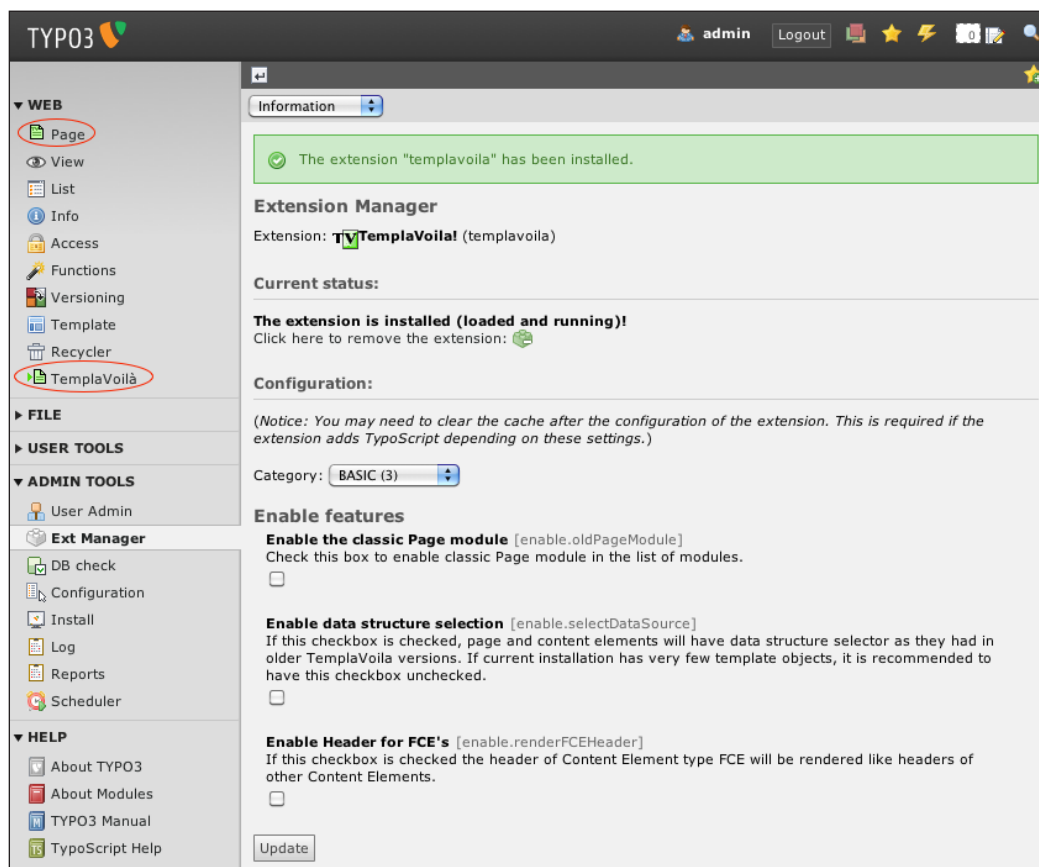 TYPO3
admin
Logout
0
WEB
Page
View
List
Info
Access
Functions
Versioning
Template
Recycler
TemplaVoilà
FILE
USER TOOLS
ADMIN TOOLS
User Admin
Ext Manager
DB check
Configuration
Install
Log
Reports
Scheduler
HELP
About TYPO3
About Modules
TYPO3 Manual
TypoScript Help
Information
The extension "templavoila" has been installed.
Extension Manager
Extension: TV TemplaVoila! (templavoila)
Current status:
The extension is installed (loaded and running)!
Click here to remove the extension:
Configuration:
(Notice: You may need to clear the cache after the configuration of the extension. This is required if the
extension adds TypoScript depending on these settings.)
Category: BASIC (3)
Enable features
Enable the classic Page module [enable.oldPageModule]
Check this box to enable classic Page module in the list of modules.
Enable data structure selection [enable.selectDataSource]
If this checkbox is checked, page and content elements will have data structure selector as they had in
older TemplaVoila versions. If current installation has very few template objects, it is recommended to
have this checkbox unchecked.
Enable Header for FCE's [enable.renderFCEHeader]
If this checkbox is checked the header of Content Element type FCE will be rendered like headers of
other Content Elements.
Update